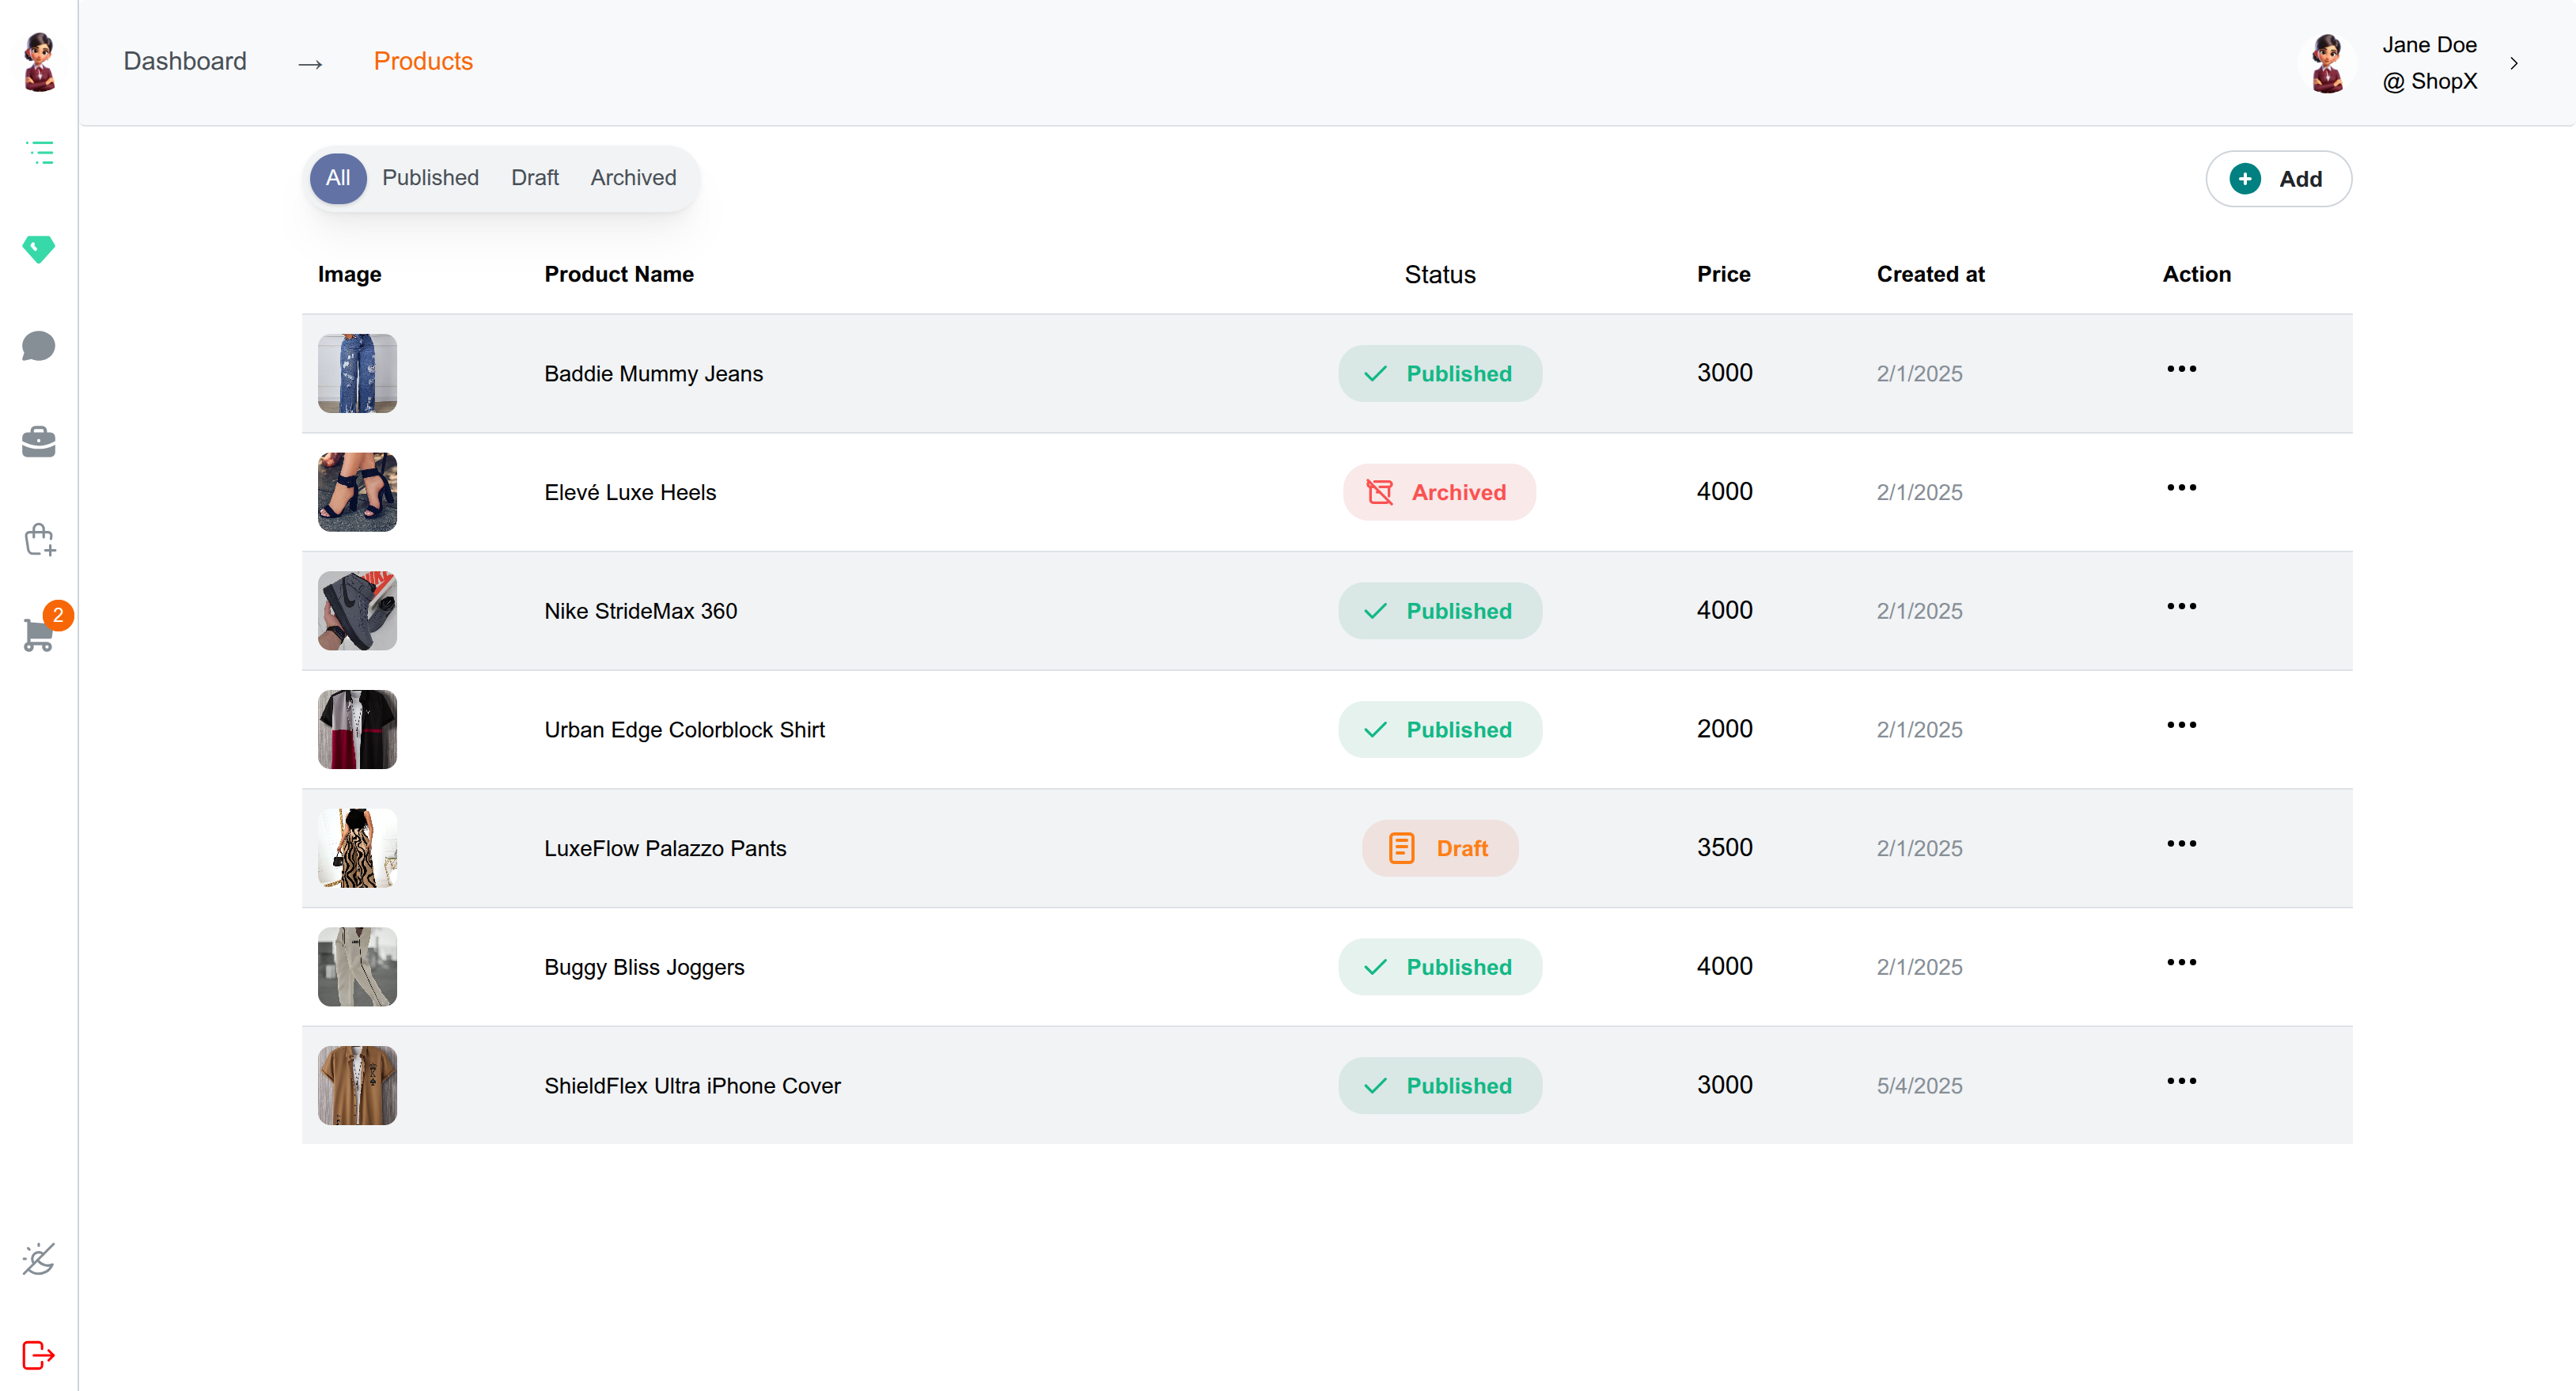 Dashboard → Products
Jane Doe
@ ShopX
All Published Draft Archived
Add
Image Product Name Status Price Created at Action
Baddie Mummy Jeans Published 3000 2/1/2025
Elevé Luxe Heels Archived 4000 2/1/2025
Nike StrideMax 360 Published 4000 2/1/2025
2
Urban Edge Colorblock Shirt Published 2000 2/1/2025
LuxeFlow Palazzo Pants Draft 3500 2/1/2025
Buggy Bliss Joggers Published 4000 2/1/2025
ShieldFlex Ultra iPhone Cover Published 3000 5/4/2025